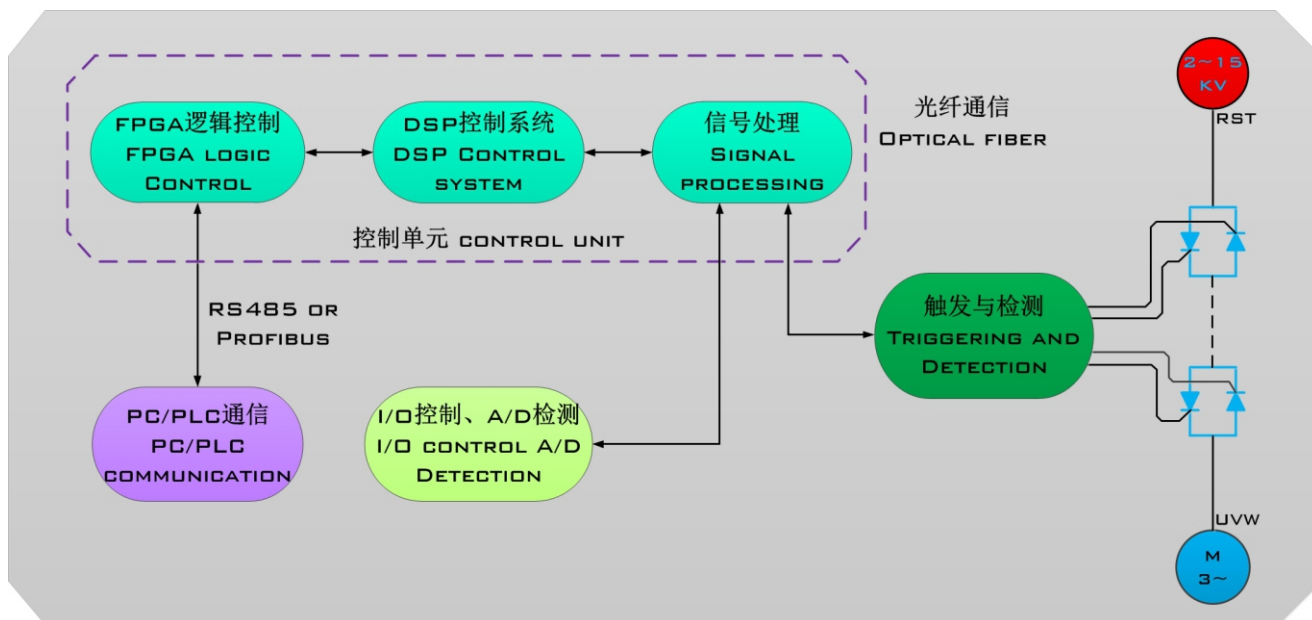 FPGA逻辑控制
FPGA LOGIC
CONTROL
DSP控制系统
DSP CONTROL
SYSTEM
信号处理
SIGNAL
PROCESSING
光纤通信
OPTICAL FIBER
2~15
KV
RST
控制单元 CONTROL UNIT
RS485 OR
PROFIBUS
触发与检测
TRIGGERING AND
DETECTION
PC/PLC通信
PC/PLC
COMMUNICATION
I/O控制、A/D检测
I/O CONTROL A/D
DETECTION
UVW
M
3~